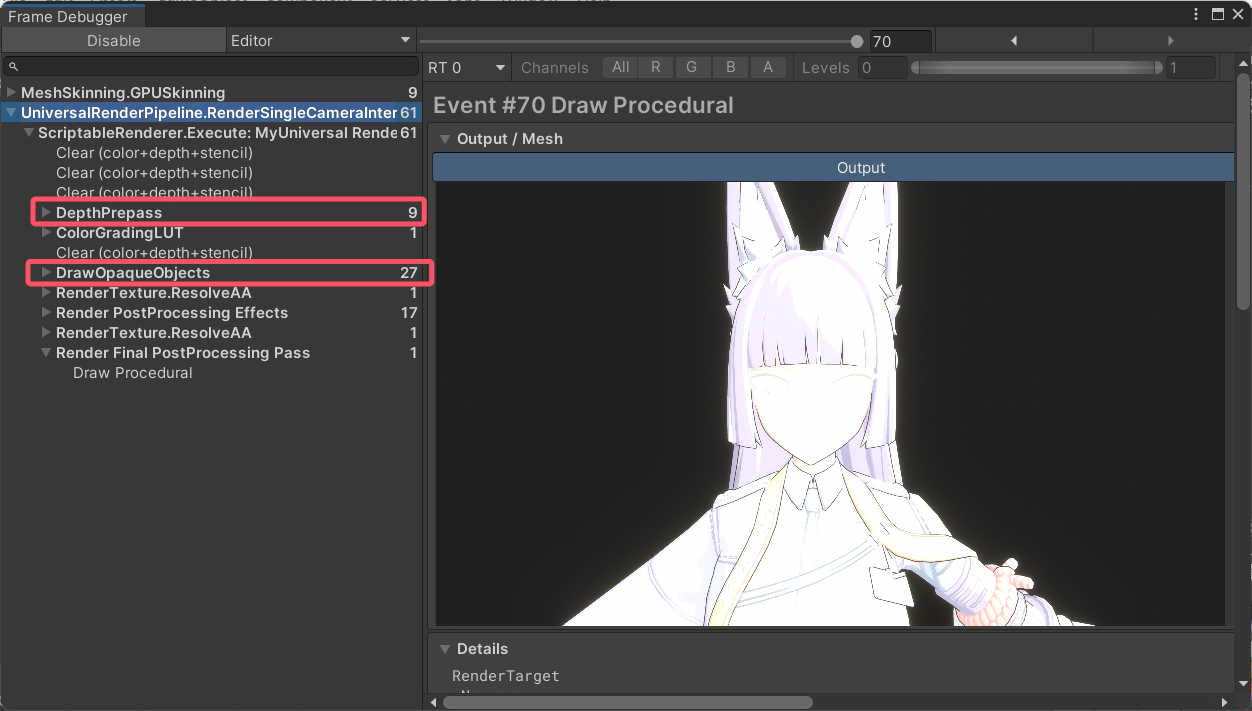 Frame Debugger
Disable
Editor
70
RT 0
Channels
All
R
G
B
A
Levels
0
1
MeshSkinning.GPUSkinning 9
UniversalRenderPipeline.RenderSingleCameraInter 61
ScriptableRenderer.Execute: MyUniversal Rende 61
Clear (color+depth+stencil)
Clear (color+depth+stencil)
Clear (color+depth+stencil)
DepthPrepass 9
ColorGradingLUT 1
Clear (color+depth+stencil)
DrawOpaqueObjects 27
RenderTexture.ResolveAA 1
Render PostProcessing Effects 17
RenderTexture.ResolveAA 1
Render Final PostProcessing Pass 1
Draw Procedural
Event #70 Draw Procedural
Output / Mesh
Output
Details
RenderTarget